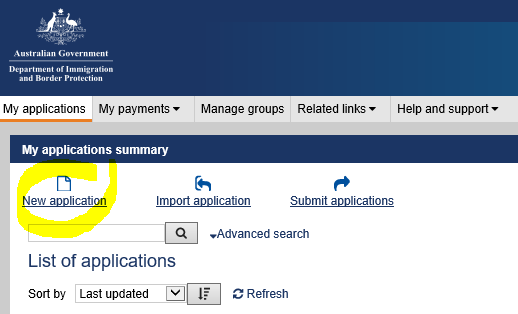 Australian Government
Department of Immigration
and Border Protection
My applications My payments Manage groups Related links Help and support
My applications summary
New application Import application Submit applications
Advanced search
List of applications
Sort by Last updated Refresh